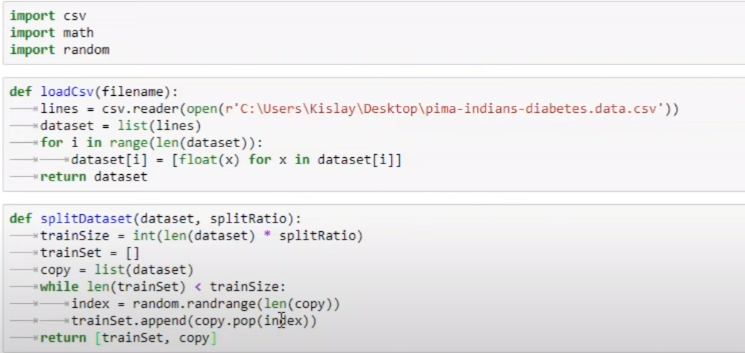 import csv
import math
import random
def loadCsv(filename):
lines = csv.reader(open(r'C:\Users\Kislay\Desktop\pima-indians-diabetes.data.csv'))
dataset = list(lines)
for i in range(len(dataset)):
dataset[i] = [float(x) for x in dataset[i]]
return dataset
def splitDataset(dataset, splitRatio):
trainSize = int(len(dataset) * splitRatio)
trainSet = []
copy = list(dataset)
while len(trainSet) < trainSize:
index = random.randrange(len(copy))
trainSet.append(copy.pop(index))
return [trainSet, copy]